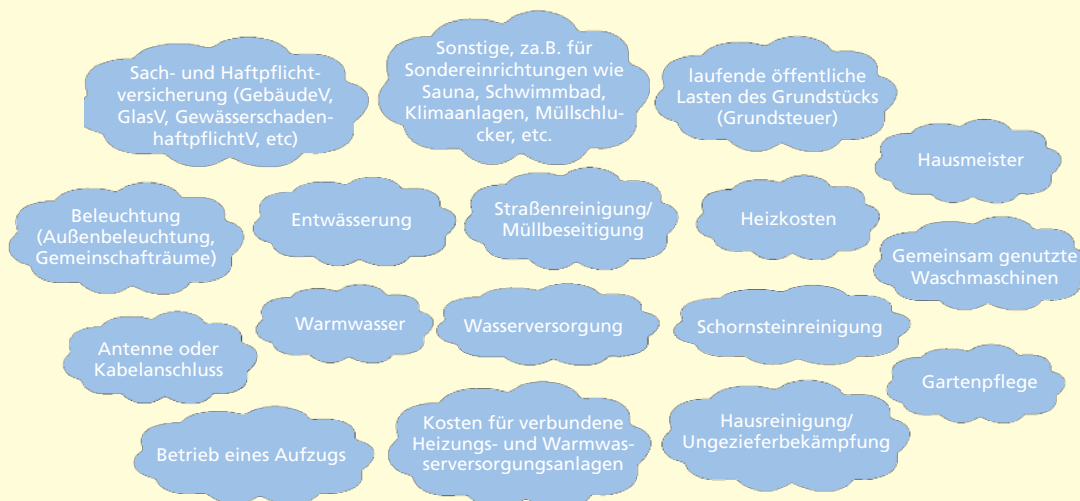 Sach- und Haftpflicht-
versicherung (GebäudeV,
GlasV, Gewässerschaden-
haftpflichtV, etc)
Sonstige, za.B. für
Sondereinrichtungen wie
Sauna, Schwimmbad,
Klimaanlagen, Müllschlu-
cker, etc.
laufende öffentliche
Lasten des Grundstücks
(Grundsteuer)
Hausmeister
Beleuchtung
(Außenbeleuchtung,
Gemeinschafträume)
Entwässerung
Straßenreinigung/
Müllbeseitigung
Heizkosten
Gemeinsam genutzte
Waschmaschinen
Antenne oder
Kabelanschluss
Warmwasser
Wasserversorgung
Schornsteinreinigung
Gartenpflege
Betrieb eines Aufzugs
Kosten für verbundene
Heizungs- und Warmwas-
serversorgungsanlagen
Hausreinigung/
Ungezieferbekämpfung